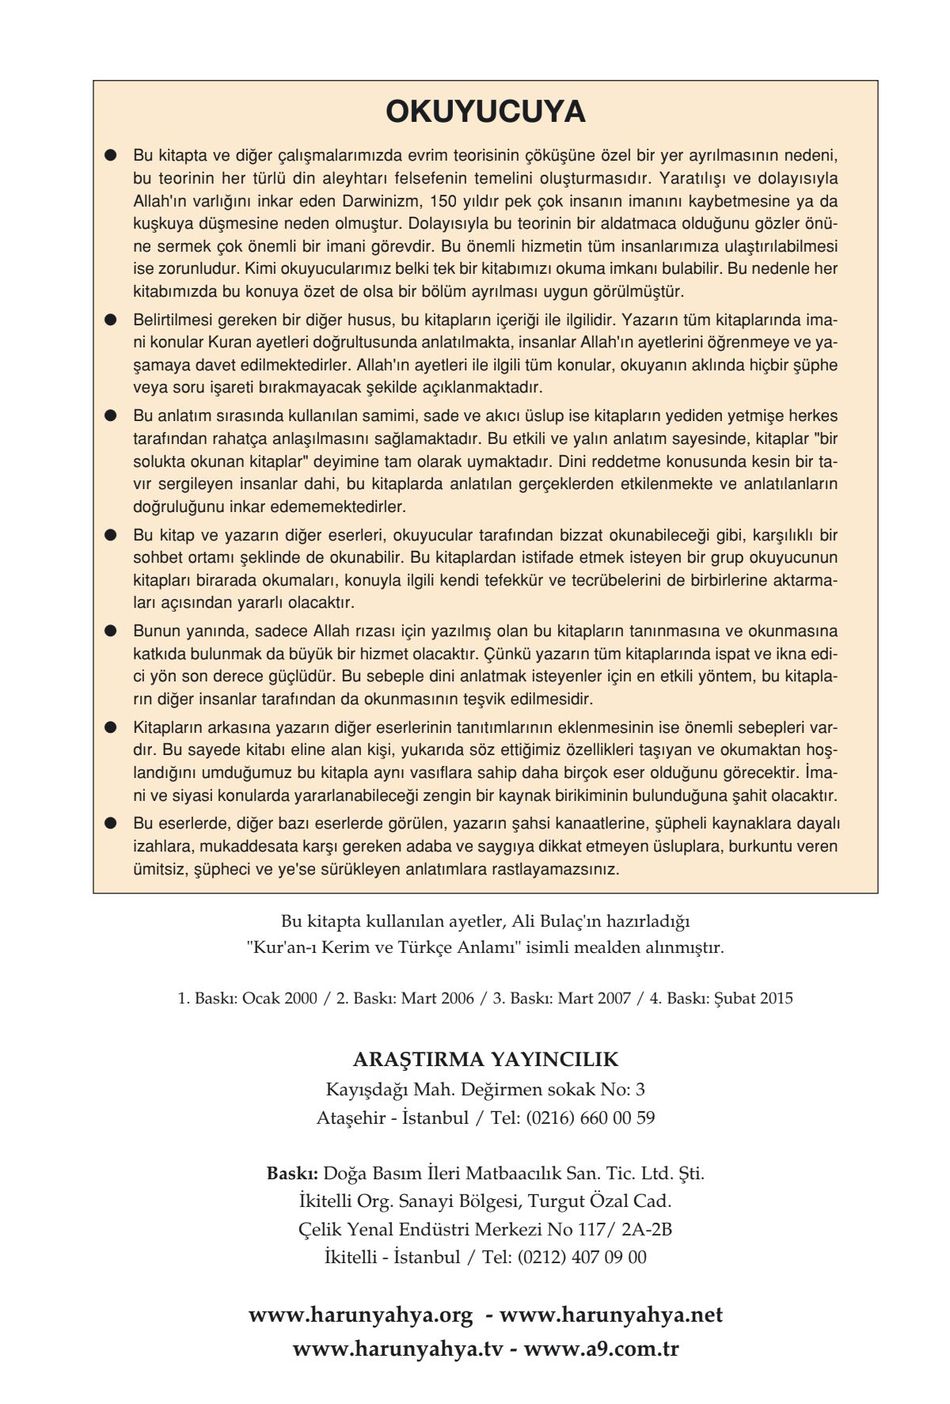 OKUYUCUYA
● Bu kitapta ve diğer çalışmalarımızda evrim teorisinin çöküşüne özel bir yer ayrılmasının nedeni,
bu teorinin her türlü din aleyhtarı felsefenin temelini oluşturmasıdır. Yaratılışı ve dolayısıyla
Allah'ın varlığını inkar eden Darwinizm, 150 yıldır pek çok insanın imanını kaybetmesine ya da
kuşkuya düşmesine neden olmuştur. Dolayısıyla bu teorinin bir aldatmaca olduğunu gözler önü-
ne sermek çok önemli bir imani görevdir. Bu önemli hizmetin tüm insanlarımıza ulaştırılabilmesi
ise zorunludur. Kimi okuyucularımız belki tek bir kitabımızı okuma imkanı bulabilir. Bu nedenle her
kitabımızda bu konuya özet de olsa bir bölüm ayrılması uygun görülmüştür.
● Belirtilmesi gereken bir diğer husus, bu kitapların içeriği ile ilgilidir. Yazarın tüm kitaplarında ima-
ni konular Kuran ayetleri doğrultusunda anlatılmakta, insanlar Allah'ın ayetlerini öğrenmeye ve ya-
şamaya davet edilmektedirler. Allah'ın ayetleri ile ilgili tüm konular, okuyanın aklında hiçbir şüphe
veya soru işareti bırakmayacak şekilde açıklanmaktadır.
● Bu anlatım sırasında kullanılan samimi, sade ve akıcı üslup ise kitapların yediden yetmişe herkes
tarafından rahatça anlaşılmasını sağlamaktadır. Bu etkili ve yalın anlatım sayesinde, kitaplar "bir
solukta okunan kitaplar" deyimine tam olarak uymaktadır. Dini reddetme konusunda kesin bir ta-
vır sergileyen insanlar dahi, bu kitaplarda anlatılan gerçeklerden etkilenmekte ve anlatılanların
doğruluğunu inkar edememektedirler.
● Bu kitap ve yazarın diğer eserleri, okuyucular tarafından bizzat okunabileceği gibi, karşılıklı bir
sohbet ortamı şeklinde de okunabilir. Bu kitaplardan istifade etmek isteyen bir grup okuyucunun
kitapları birarada okumaları, konuyla ilgili kendi tefekkür ve tecrübelerini de birbirlerine aktarma-
ları açısından yararlı olacaktır.
● Bunun yanında, sadece Allah rızası için yazılmış olan bu kitapların tanınmasına ve okunmasına
katkıda bulunmak da büyük bir hizmet olacaktır. Çünkü yazarın tüm kitaplarında ispat ve ikna edi-
ci yön son derece güçlüdür. Bu sebeple dini anlatmak isteyenler için en etkili yöntem, bu kitapla-
rın diğer insanlar tarafından da okunmasının teşvik edilmesidir.
● Kitapların arkasına yazarın diğer eserlerinin tanıtımlarının eklenmesinin ise önemli sebepleri var-
dır. Bu sayede kitabı eline alan kişi, yukarıda söz ettiğimiz özellikleri taşıyan ve okumaktan hoş-
landığını umduğumuz bu kitapla aynı vasıflara sahip daha birçok eser olduğunu görecektir. İma-
ni ve siyasi konularda yararlanabileceği zengin bir kaynak birikiminin bulunduğuna şahit olacaktır.
● Bu eserlerde, diğer bazı eserlerde görülen, yazarın şahsi kanaatlerine, şüpheli kaynaklara dayalı
izahlara, mukaddesata karşı gereken adaba ve saygıya dikkat etmeyen üsluplara, burkuntu veren
ümitsiz, şüpheci ve ye'se sürükleyen anlatımlara rastlayamazsınız.
Bu kitapta kullanılan ayetler, Ali Bulaç'ın hazırladığı
"Kur'an-ı Kerim ve Türkçe Anlamı" isimli mealden alınmıştır.
1. Baskı: Ocak 2000 / 2. Baskı: Mart 2006 / 3. Baskı: Mart 2007 / 4. Baskı: Şubat 2015
ARAŞTIRMA YAYINCILIK
Kayışdağı Mah. Değirmen sokak No: 3
Ataşehir - İstanbul / Tel: (0216) 660 00 59
Baskı: Doğa Basım İleri Matbaacılık San. Tic. Ltd. Şti.
İkitelli Org. Sanayi Bölgesi, Turgut Özal Cad.
Çelik Yenal Endüstri Merkezi No 117/ 2A-2B
İkitelli - İstanbul / Tel: (0212) 407 09 00
www.harunyahya.org - www.harunyahya.net
www.harunyahya.tv - www.a9.com.tr